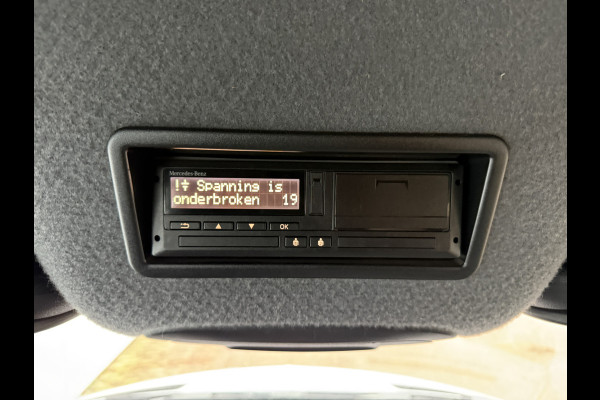 Mercedes-Benz
!⏚ Spanning is
onderbroken 19
OK